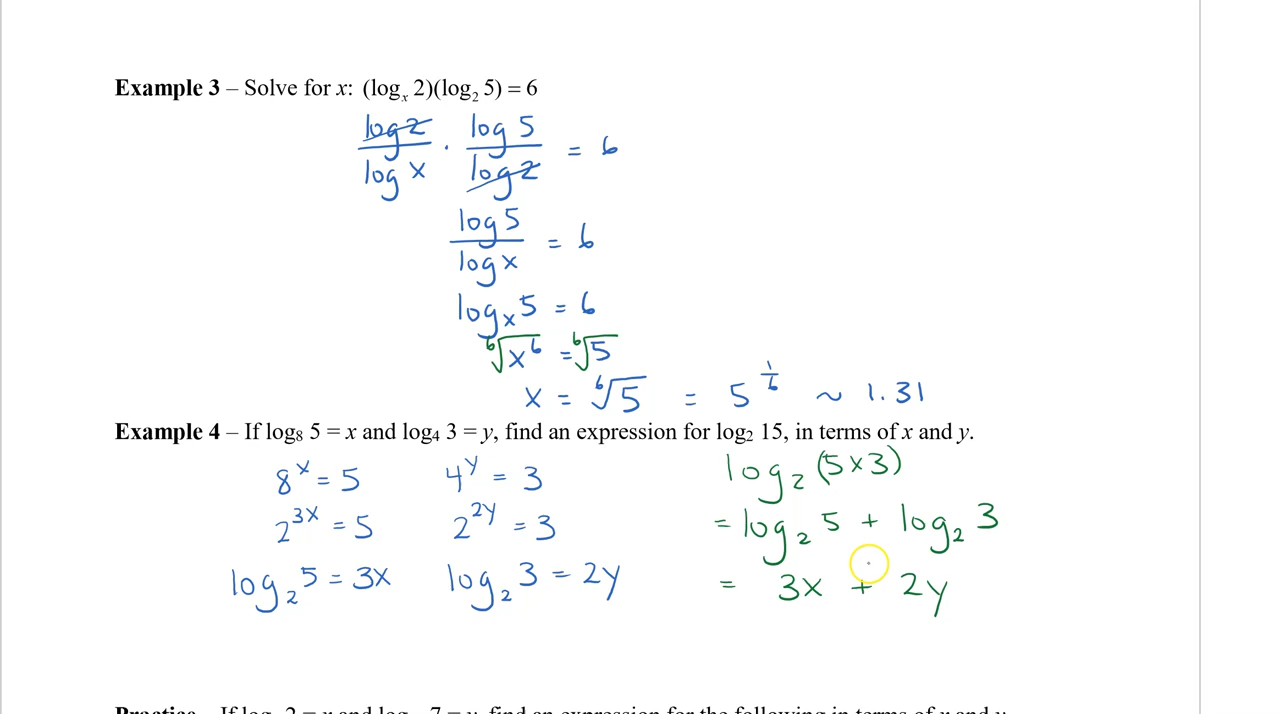 Example 3 – Solve for x: (logₓ 2)(log₂ 5) = 6
log2/log x · log5/log2 = 6
log5/log x = 6
logₓ 5 = 6
⁶√x⁶ = ⁶√5
x = ⁶√5 = 5^(1/6) ~ 1.31
Example 4 – If log₈ 5 = x and log₄ 3 = y, find an expression for log₂ 15, in terms of x and y.
8^x = 5 4^y = 3 log₂(5×3)
2^3x = 5 2^2y = 3 = log₂ 5 + log₂ 3
log₂ 5 = 3x log₂ 3 = 2y = 3x + 2y